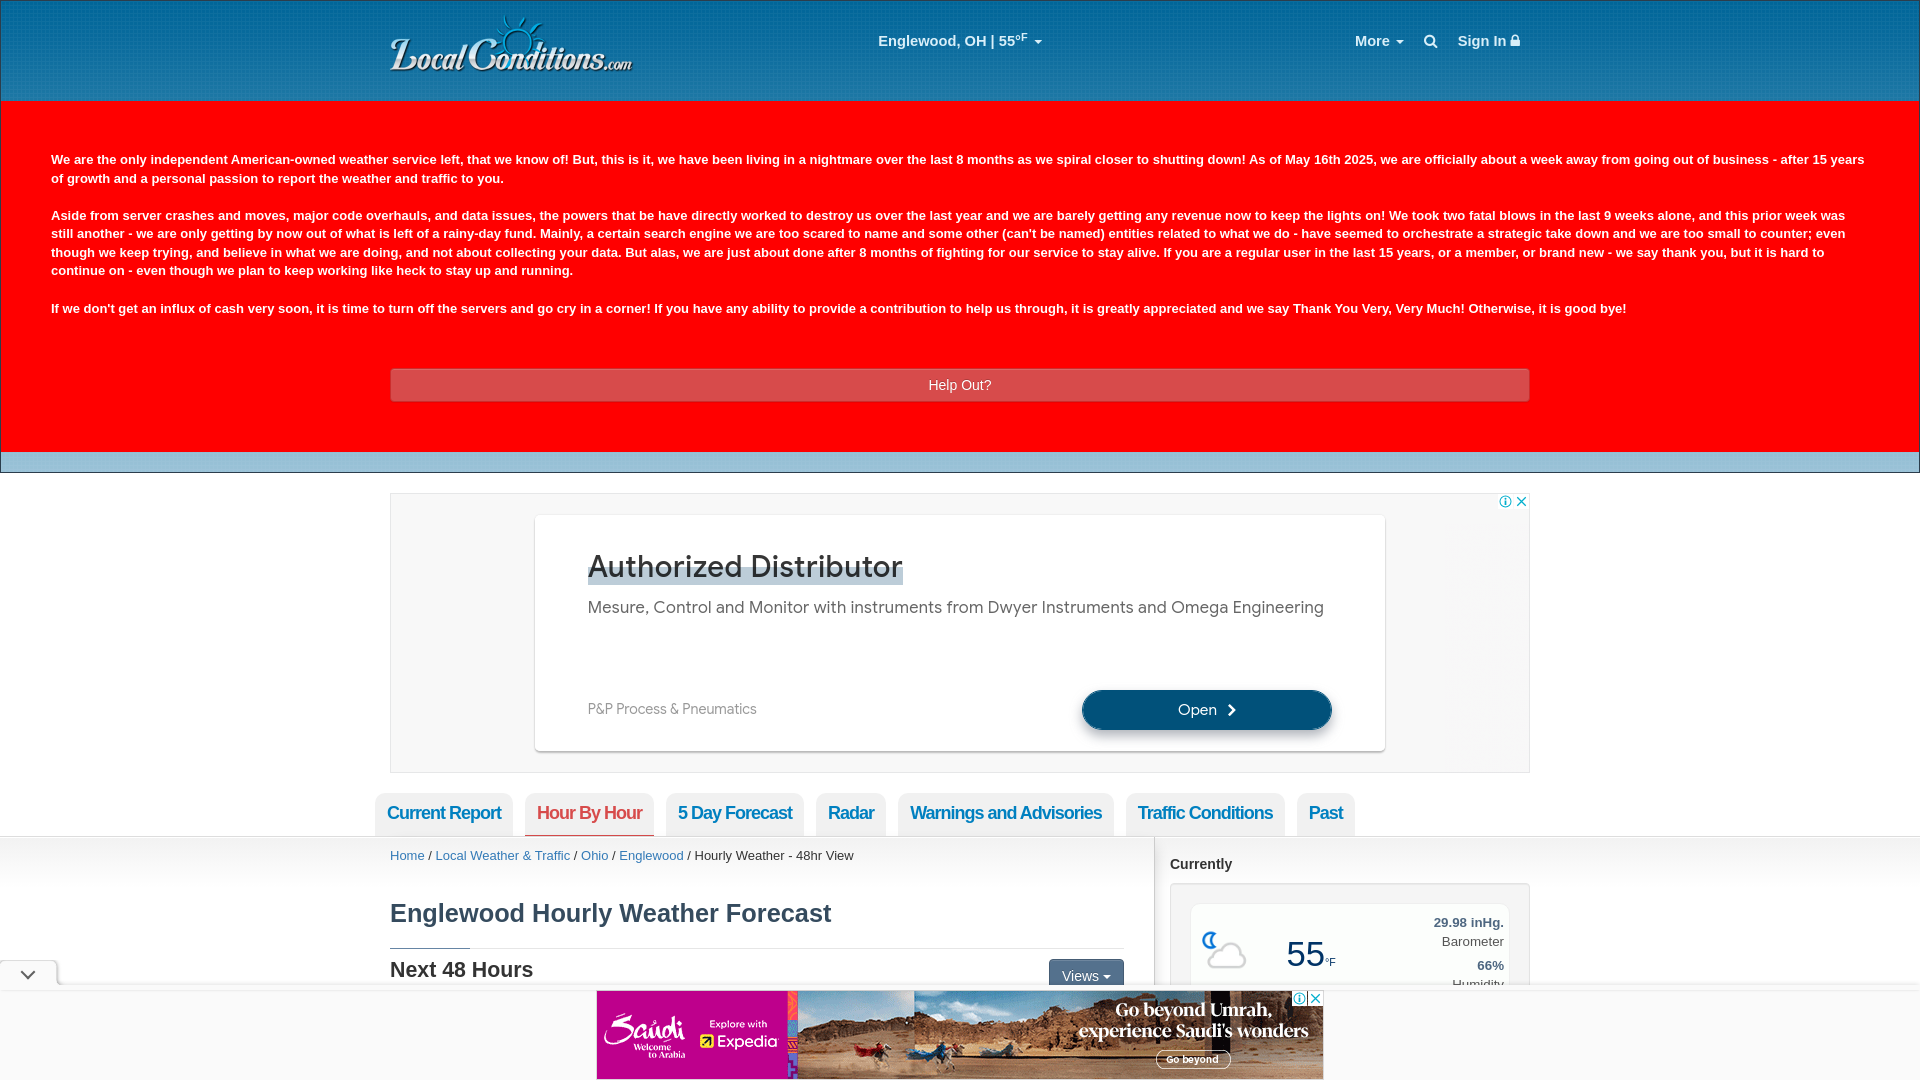 LocalConditions.com
Englewood, OH | 55°F
More
Sign In
We are the only independent American-owned weather service left, that we know of! But, this is it, we have been living in a nightmare over the last 8 months as we spiral closer to shutting down! As of May 16th 2025, we are officially about a week away from going out of business - after 15 years
of growth and a personal passion to report the weather and traffic to you.
Aside from server crashes and moves, major code overhauls, and data issues, the powers that be have directly worked to destroy us over the last year and we are barely getting any revenue now to keep the lights on! We took two fatal blows in the last 9 weeks alone, and this prior week was
still another - we are only getting by now out of what is left of a rainy-day fund. Mainly, a certain search engine we are too scared to name and some other (can't be named) entities related to what we do - have seemed to orchestrate a strategic take down and we are too small to counter; even
though we keep trying, and believe in what we are doing, and not about collecting your data. But alas, we are just about done after 8 months of fighting for our service to stay alive. If you are a regular user in the last 15 years, or a member, or brand new - we say thank you, but it is hard to
continue on - even though we plan to keep working like heck to stay up and running.
If we don't get an influx of cash very soon, it is time to turn off the servers and go cry in a corner! If you have any ability to provide a contribution to help us through, it is greatly appreciated and we say Thank You Very, Very Much! Otherwise, it is good bye!
Help Out?
Authorized Distributor
Mesure, Control and Monitor with instruments from Dwyer Instruments and Omega Engineering
P&P Process & Pneumatics
Open
Current Report
Hour By Hour
5 Day Forecast
Radar
Warnings and Advisories
Traffic Conditions
Past
Home / Local Weather & Traffic / Ohio / Englewood / Hourly Weather - 48hr View
Englewood Hourly Weather Forecast
Next 48 Hours
Views
Currently
55°F
29.98 inHg.
Barometer
66%
Humidity
Saudi
Welcome
to Arabia
Explore with
Expedia
Go beyond Umrah,
experience Saudi's wonders
Go beyond